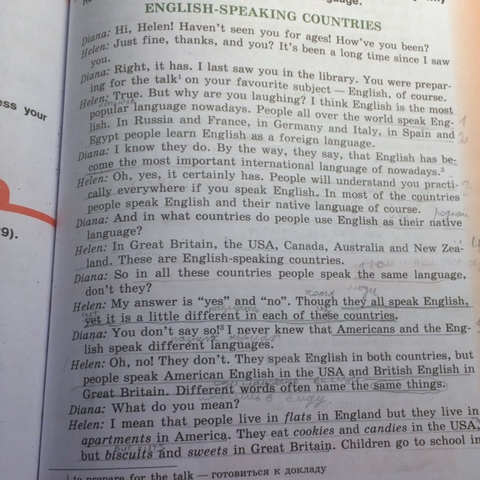 ENGLISH-SPEAKING COUNTRIES
Diana: Hi, Helen! Haven't seen you for ages! How've you been?
Helen: Just fine, thanks, and you? It's been a long time since I saw
you.
Diana: Right, it has. I last saw you in the library. You were prepar-
ing for the talk¹ on your favourite subject — English, of course.
Helen: True. But why are you laughing? I think English is the most
popular language nowadays. People all over the world speak Eng-
lish. In Russia and France, in Germany and Italy, in Spain and
Egypt people learn English as a foreign language.
Diana: I know they do. By the way, they say, that English has be-
come the most important international language of nowadays.²
Helen: Oh, yes, it certainly has. People will understand you practi-
cally everywhere if you speak English. In most of the countries
people speak English and their native language of course.
Diana: And in what countries do people use English as their native
language?
Helen: In Great Britain, the USA, Canada, Australia and New Zea-
land. These are English-speaking countries.
Diana: So in all these countries people speak the same language,
don't they?
Helen: My answer is "yes" and "no". Though they all speak English,
yet it is a little different in each of these countries.
Diana: You don't say so!³ I never knew that Americans and the Eng-
lish speak different languages.
Helen: Oh, no! They don't. They speak English in both countries, but
people speak American English in the USA and British English in
Great Britain. Different words often name the same things.
Diana: What do you mean?
Helen: I mean that people live in flats in England but they live in
apartments in America. They eat cookies and candies in the USA,
but biscuits and sweets in Great Britain. Children go to school in
¹ to prepare for the talk — готовиться к докладу
ess your
9).